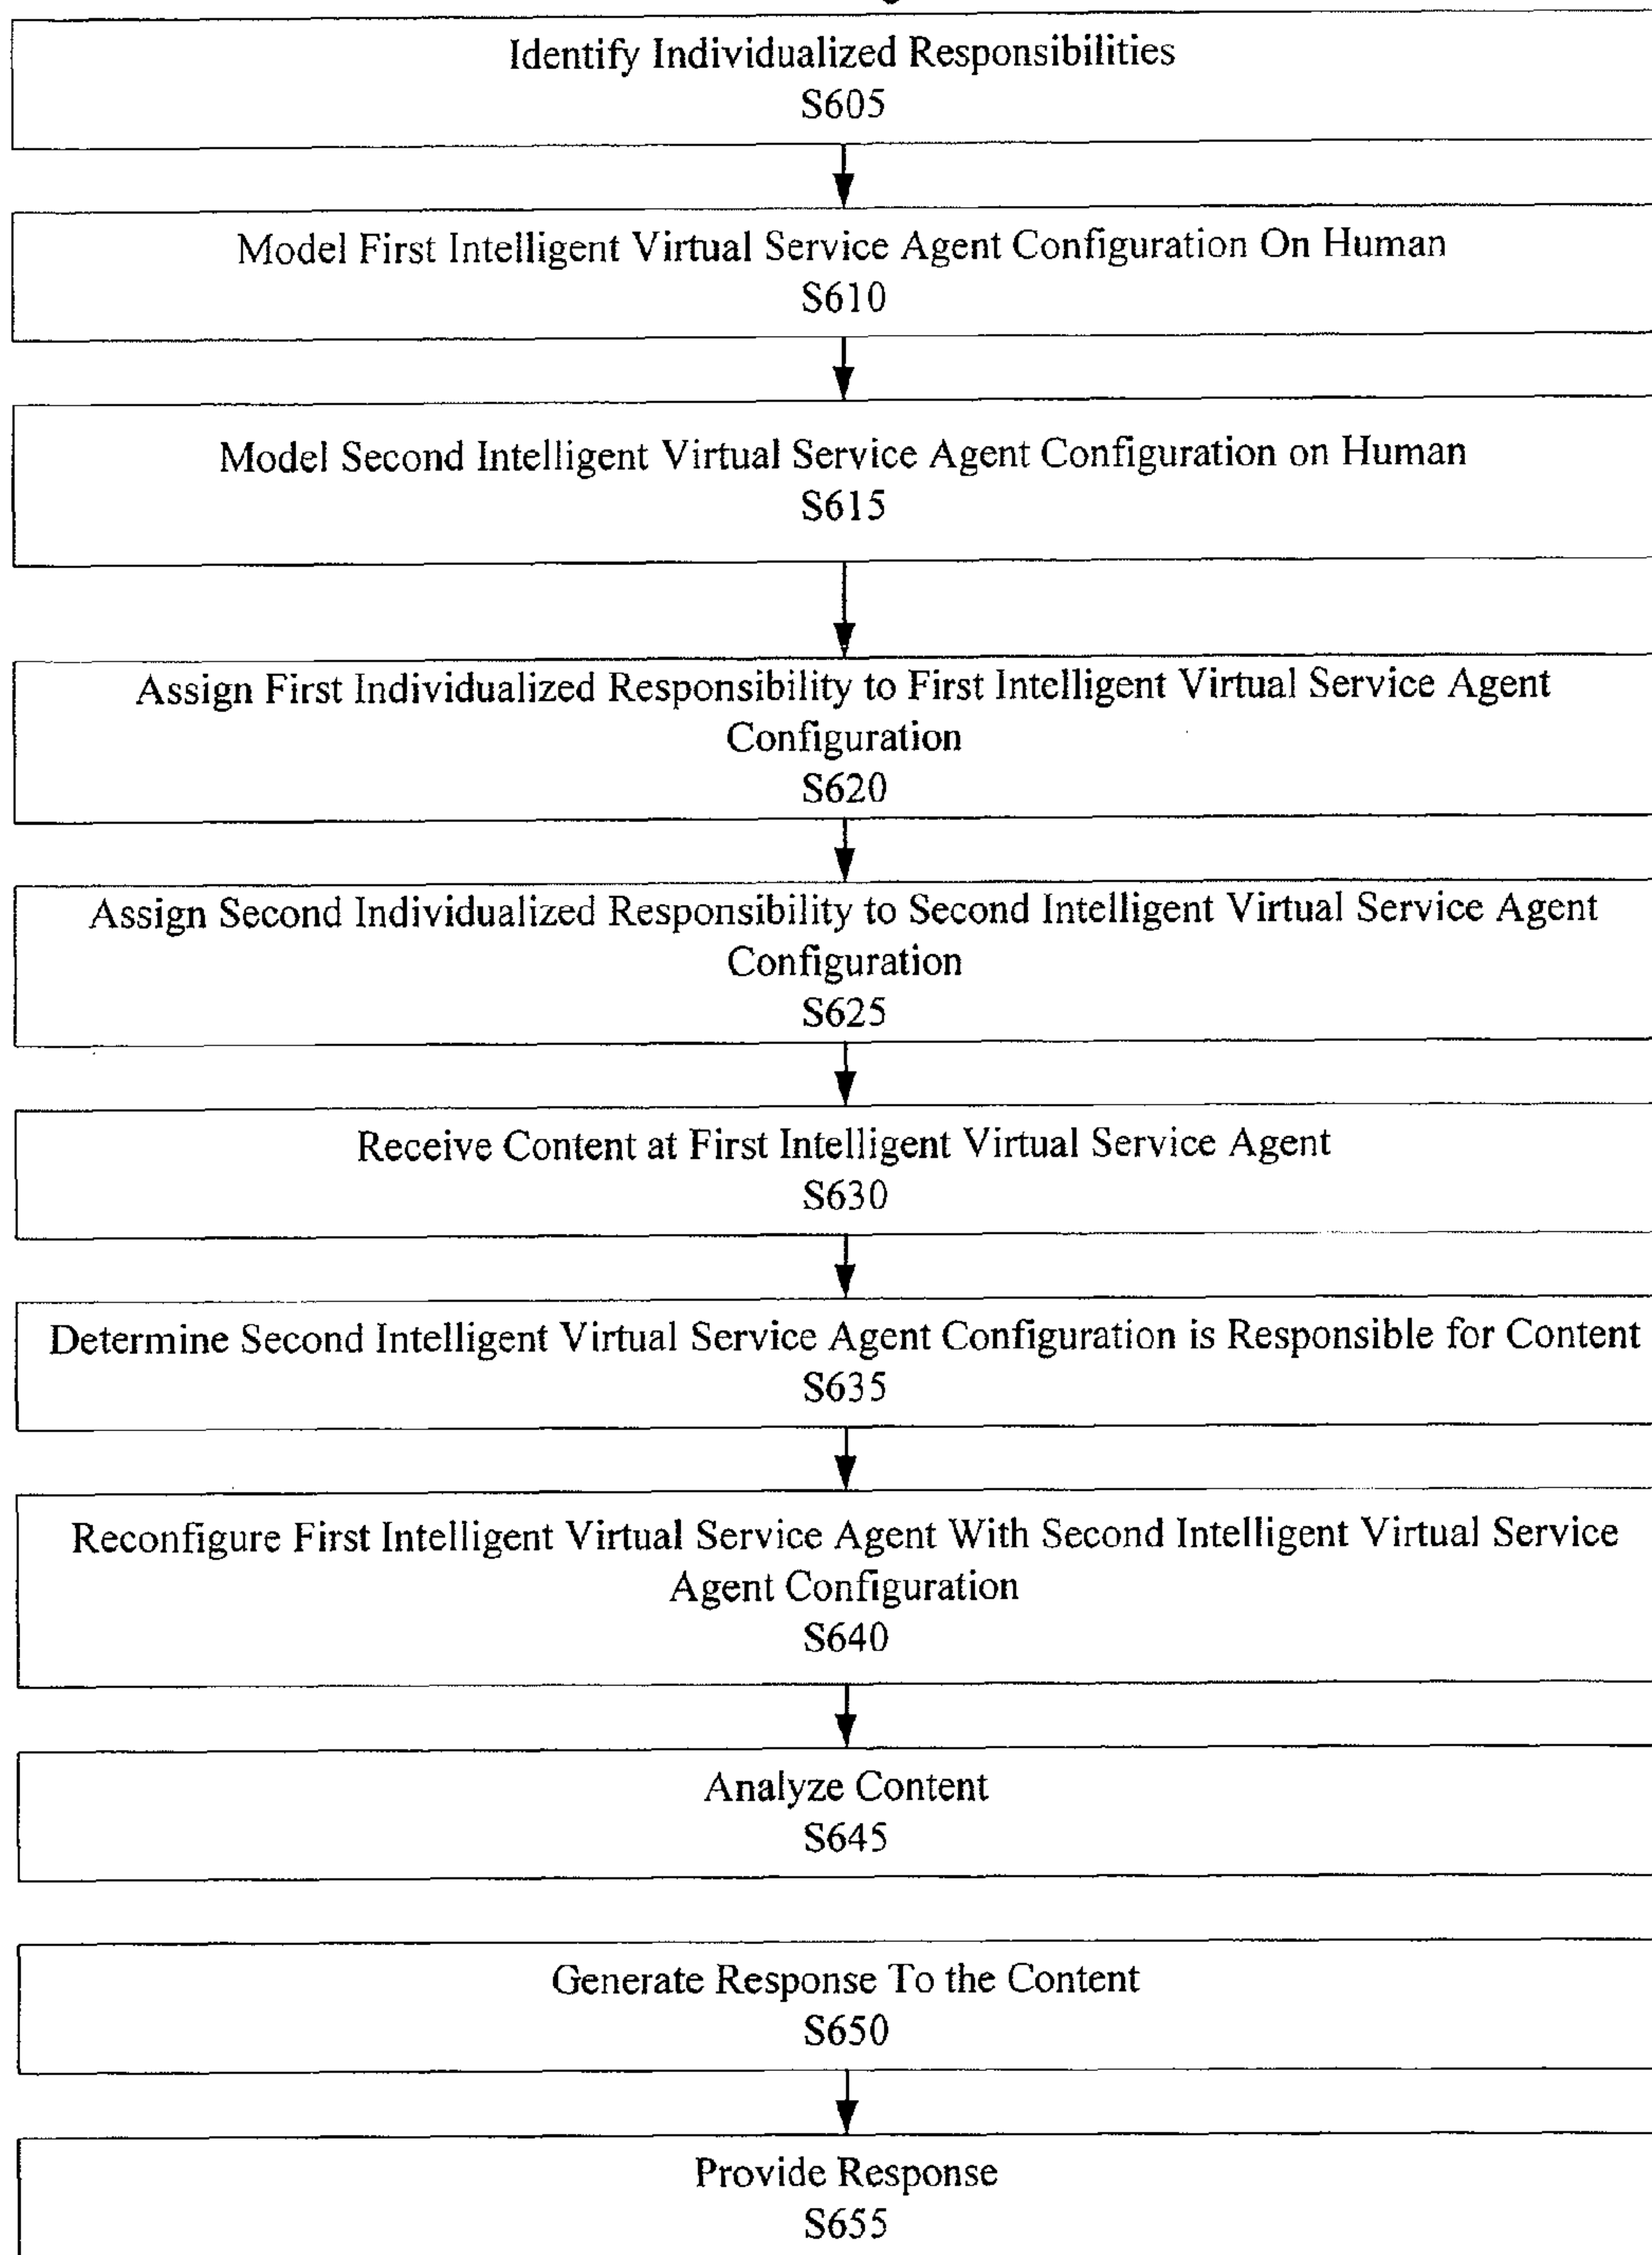 Identify Individualized Responsibilities
S605
Model First Intelligent Virtual Service Agent Configuration On Human
S610
Model Second Intelligent Virtual Service Agent Configuration on Human
S615
Assign First Individualized Responsibility to First Intelligent Virtual Service Agent
Configuration
S620
Assign Second Individualized Responsibility to Second Intelligent Virtual Service Agent
Configuration
S625
Receive Content at First Intelligent Virtual Service Agent
S630
Determine Second Intelligent Virtual Service Agent Configuration is Responsible for Content
S635
Reconfigure First Intelligent Virtual Service Agent With Second Intelligent Virtual Service
Agent Configuration
S640
Analyze Content
S645
Generate Response To the Content
S650
Provide Response
S655